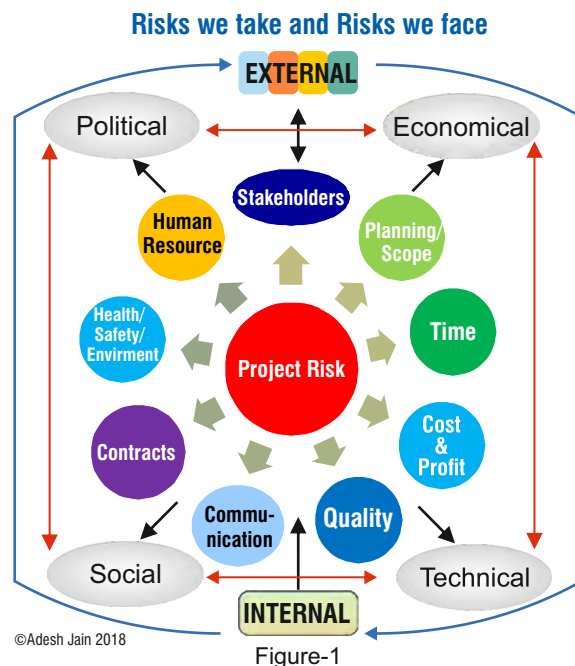 Risks we take and Risks we face
EXTERNAL
Political
Economical
Stakeholders
Human
Resource
Planning/
Scope
Health/
Safety/
Envirment
Time
Project Risk
Contracts
Cost
&
Profit
Commu-
nication
Quality
Social
Technical
INTERNAL
©Adesh Jain 2018
Figure-1